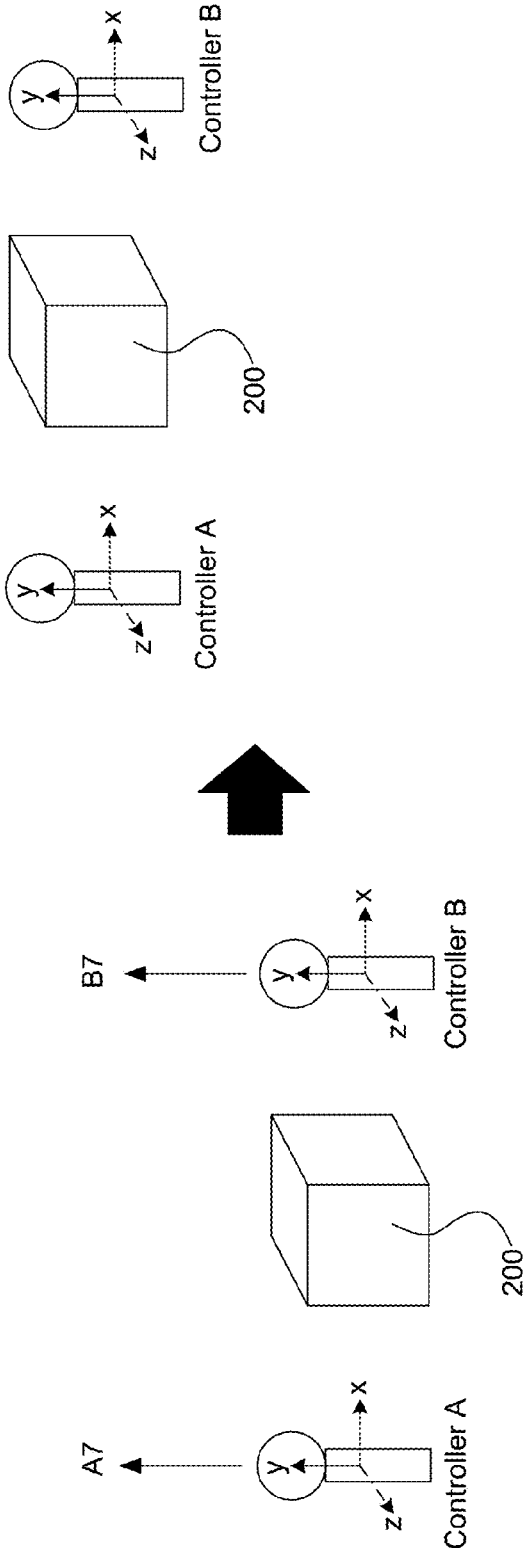 A7
B7
y
x
z
Controller A
200
y
x
z
Controller B
y
x
z
Controller A
200
y
x
z
Controller B